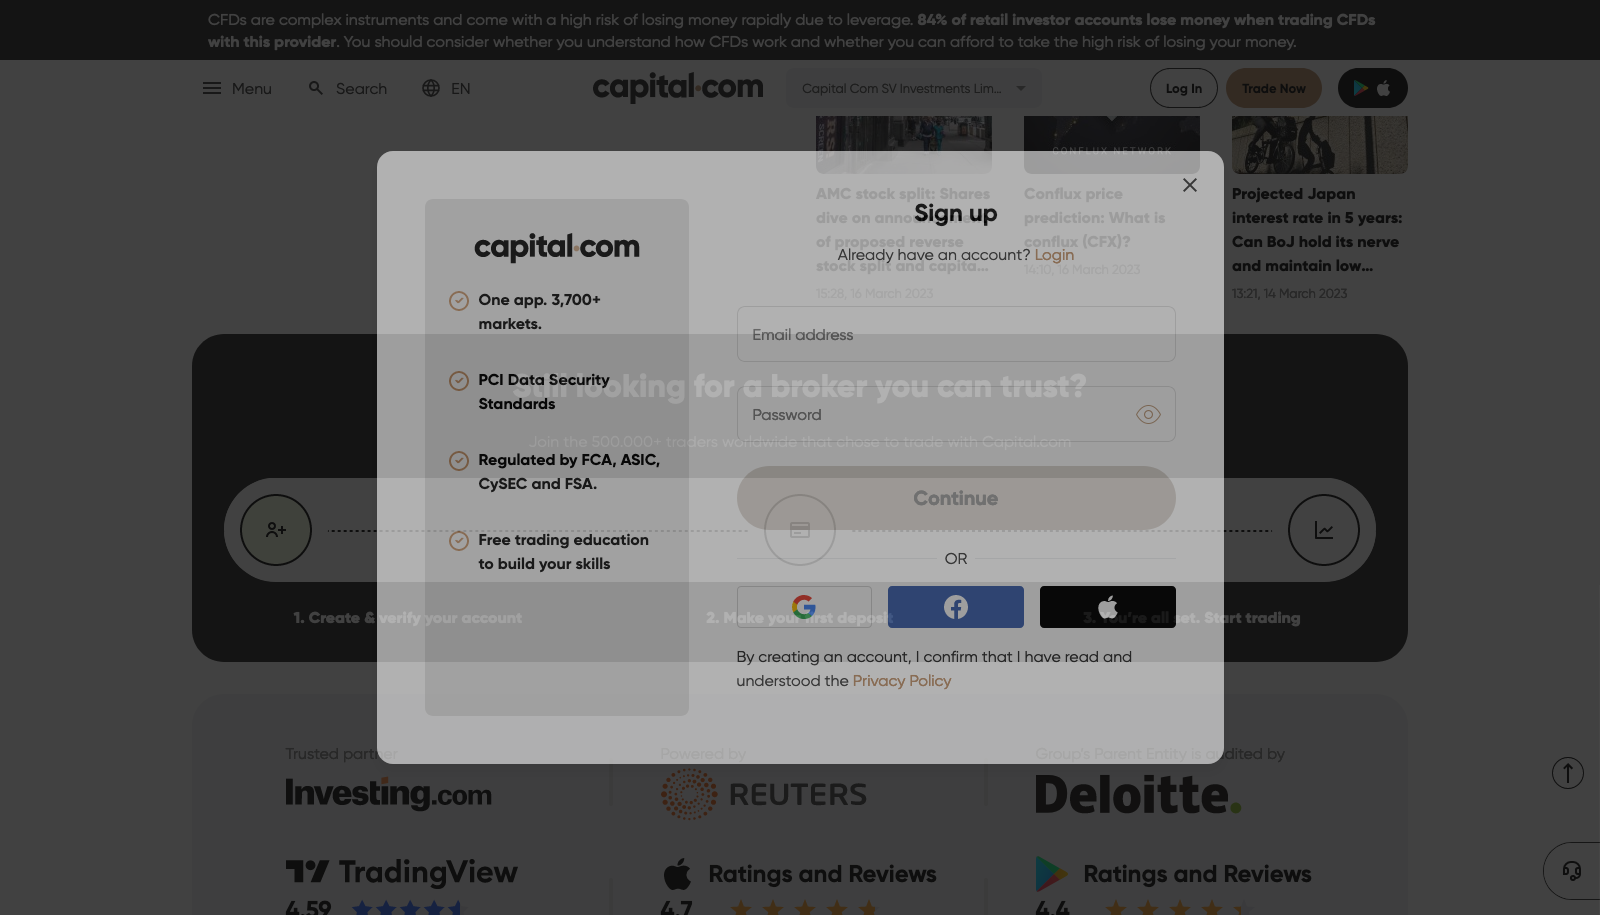 CFDs are complex instruments and come with a high risk of losing money rapidly due to leverage. 84% of retail investor accounts lose money when trading CFDs
with this provider. You should consider whether you understand how CFDs work and whether you can afford to take the high risk of losing your money.
Menu
Search
EN
capital.com
Capital Com SV Investments Lim...
Log In
Trade Now
CONFLUX NETWORK
AMC stock split: Shares
dive on
of proposed reverse
stock split and capita...
15:28, 16 March 2023
Conflux price
prediction: What is
conflux (CFX)?
14:10, 16 March 2023
Projected Japan
interest rate in 5 years:
Can BoJ hold its nerve
and maintain low...
13:21, 14 March 2023
capital.com
One app. 3,700+
markets.
PCI Data Security
Standards
Regulated by FCA, ASIC,
CySEC and FSA.
Free trading education
to build your skills
Sign up
Already have an account? Login
Email address
Password
Continue
OR
By creating an account, I confirm that I have read and
understood the Privacy Policy
Still looking for a broker you can trust?
Join the 500.000+ traders worldwide that chose to trade with Capital.com
1. Create & verify your account
2. Make your first deposit
3. You're all set. Start trading
Trusted partner
Investing.com
Powered by
REUTERS
Group's Parent Entity is audited by
Deloitte.
TradingView
4.59
Ratings and Reviews
4.7
Ratings and Reviews
4.4